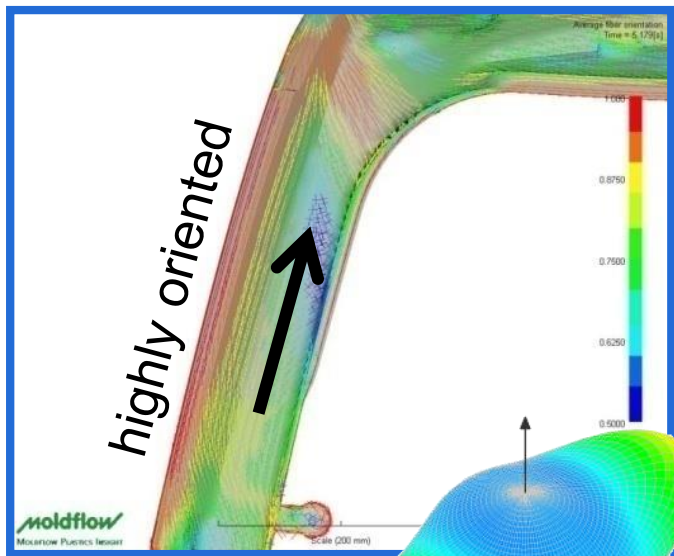 Average fiber orientation
Time = 5.179[s]
1.000
0.8750
highly oriented
0.7500
0.6250
0.5000
moldflow
MOLDFLOW PLASTICS INSIGHT
Scale (200 mm)